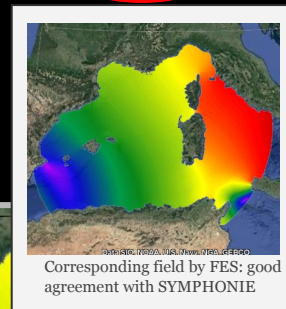 Data SIO, NOAA, U.S. Navy, NGA, GEBCO
Corresponding field by FES: good
agreement with SYMPHONIE